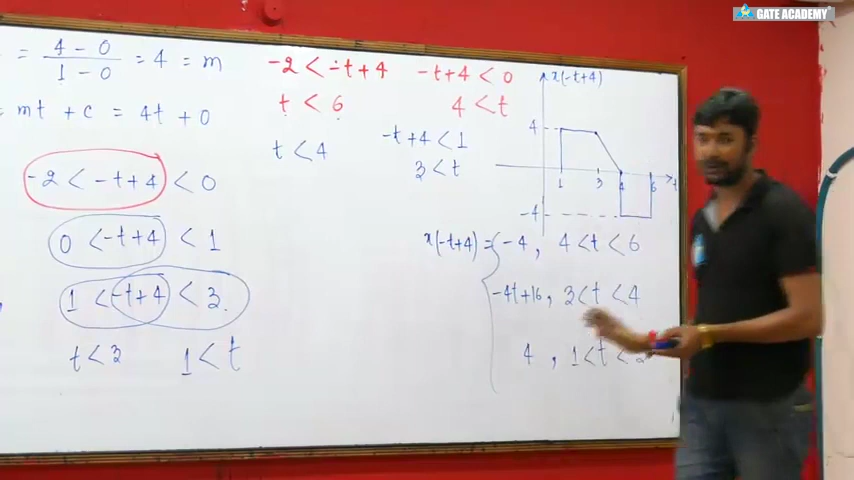 GATE ACADEMY
= 4 - 0 / 1 - 0 = 4 = m
= mt + c = 4t + 0
-2 < -t+4 < 0
0 < -t+4 < 1
1 < -t+4 < 3.
t < 3 1 < t
-2 < -t+4
t < 6
t < 4
-t+4 < 0
4 < t
-t+4 < 1
3 < t
x(-t+4)
4
1 3 4 6 t
-4
x(-t+4) = { -4, 4 < t < 6
-4t+16, 3 < t < 4
4, 1 < t <